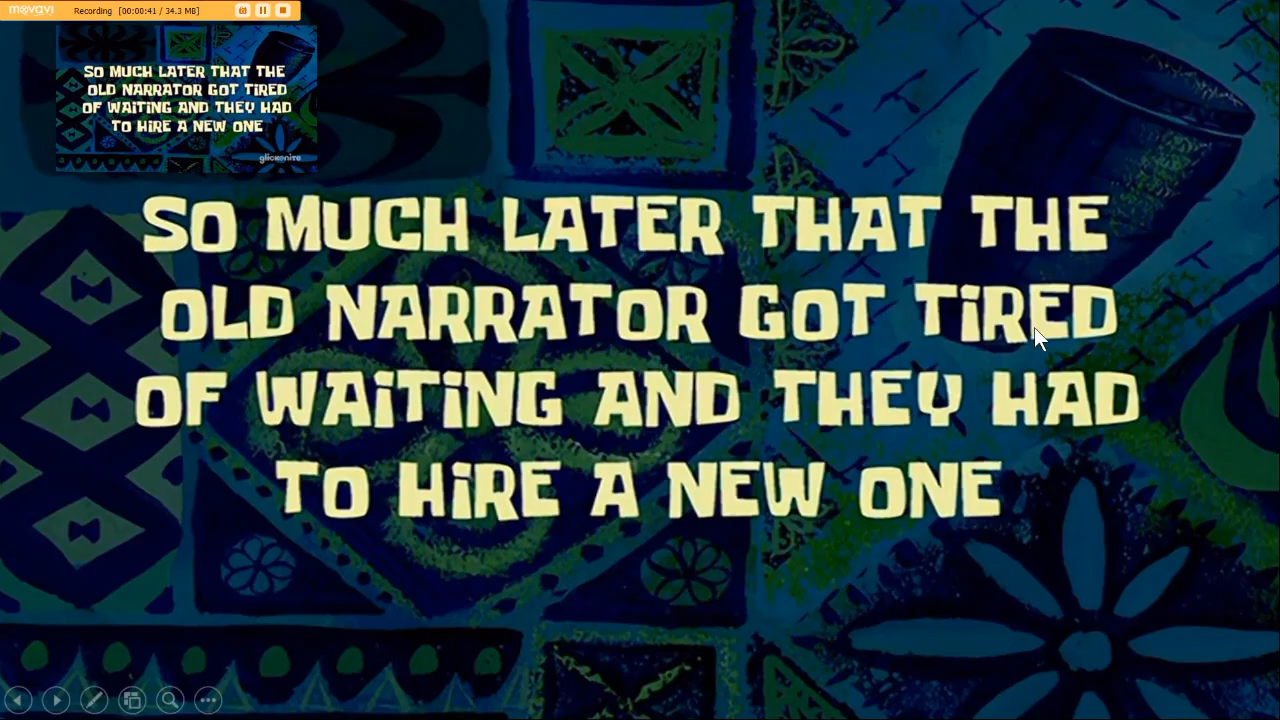 movavi
Recording [00:00:41 / 34.3 MB]
SO MUCH LATER THAT THE
OLD NARRATOR GOT TiRED
OF WAiTiNG AND THEY HAD
TO HiRE A NEW ONE
glickonite
SO MUCH LATER THAT THE
OLD NARRATOR GOT TiRED
OF WAiTiNG AND THEY HAD
TO HiRE A NEW ONE